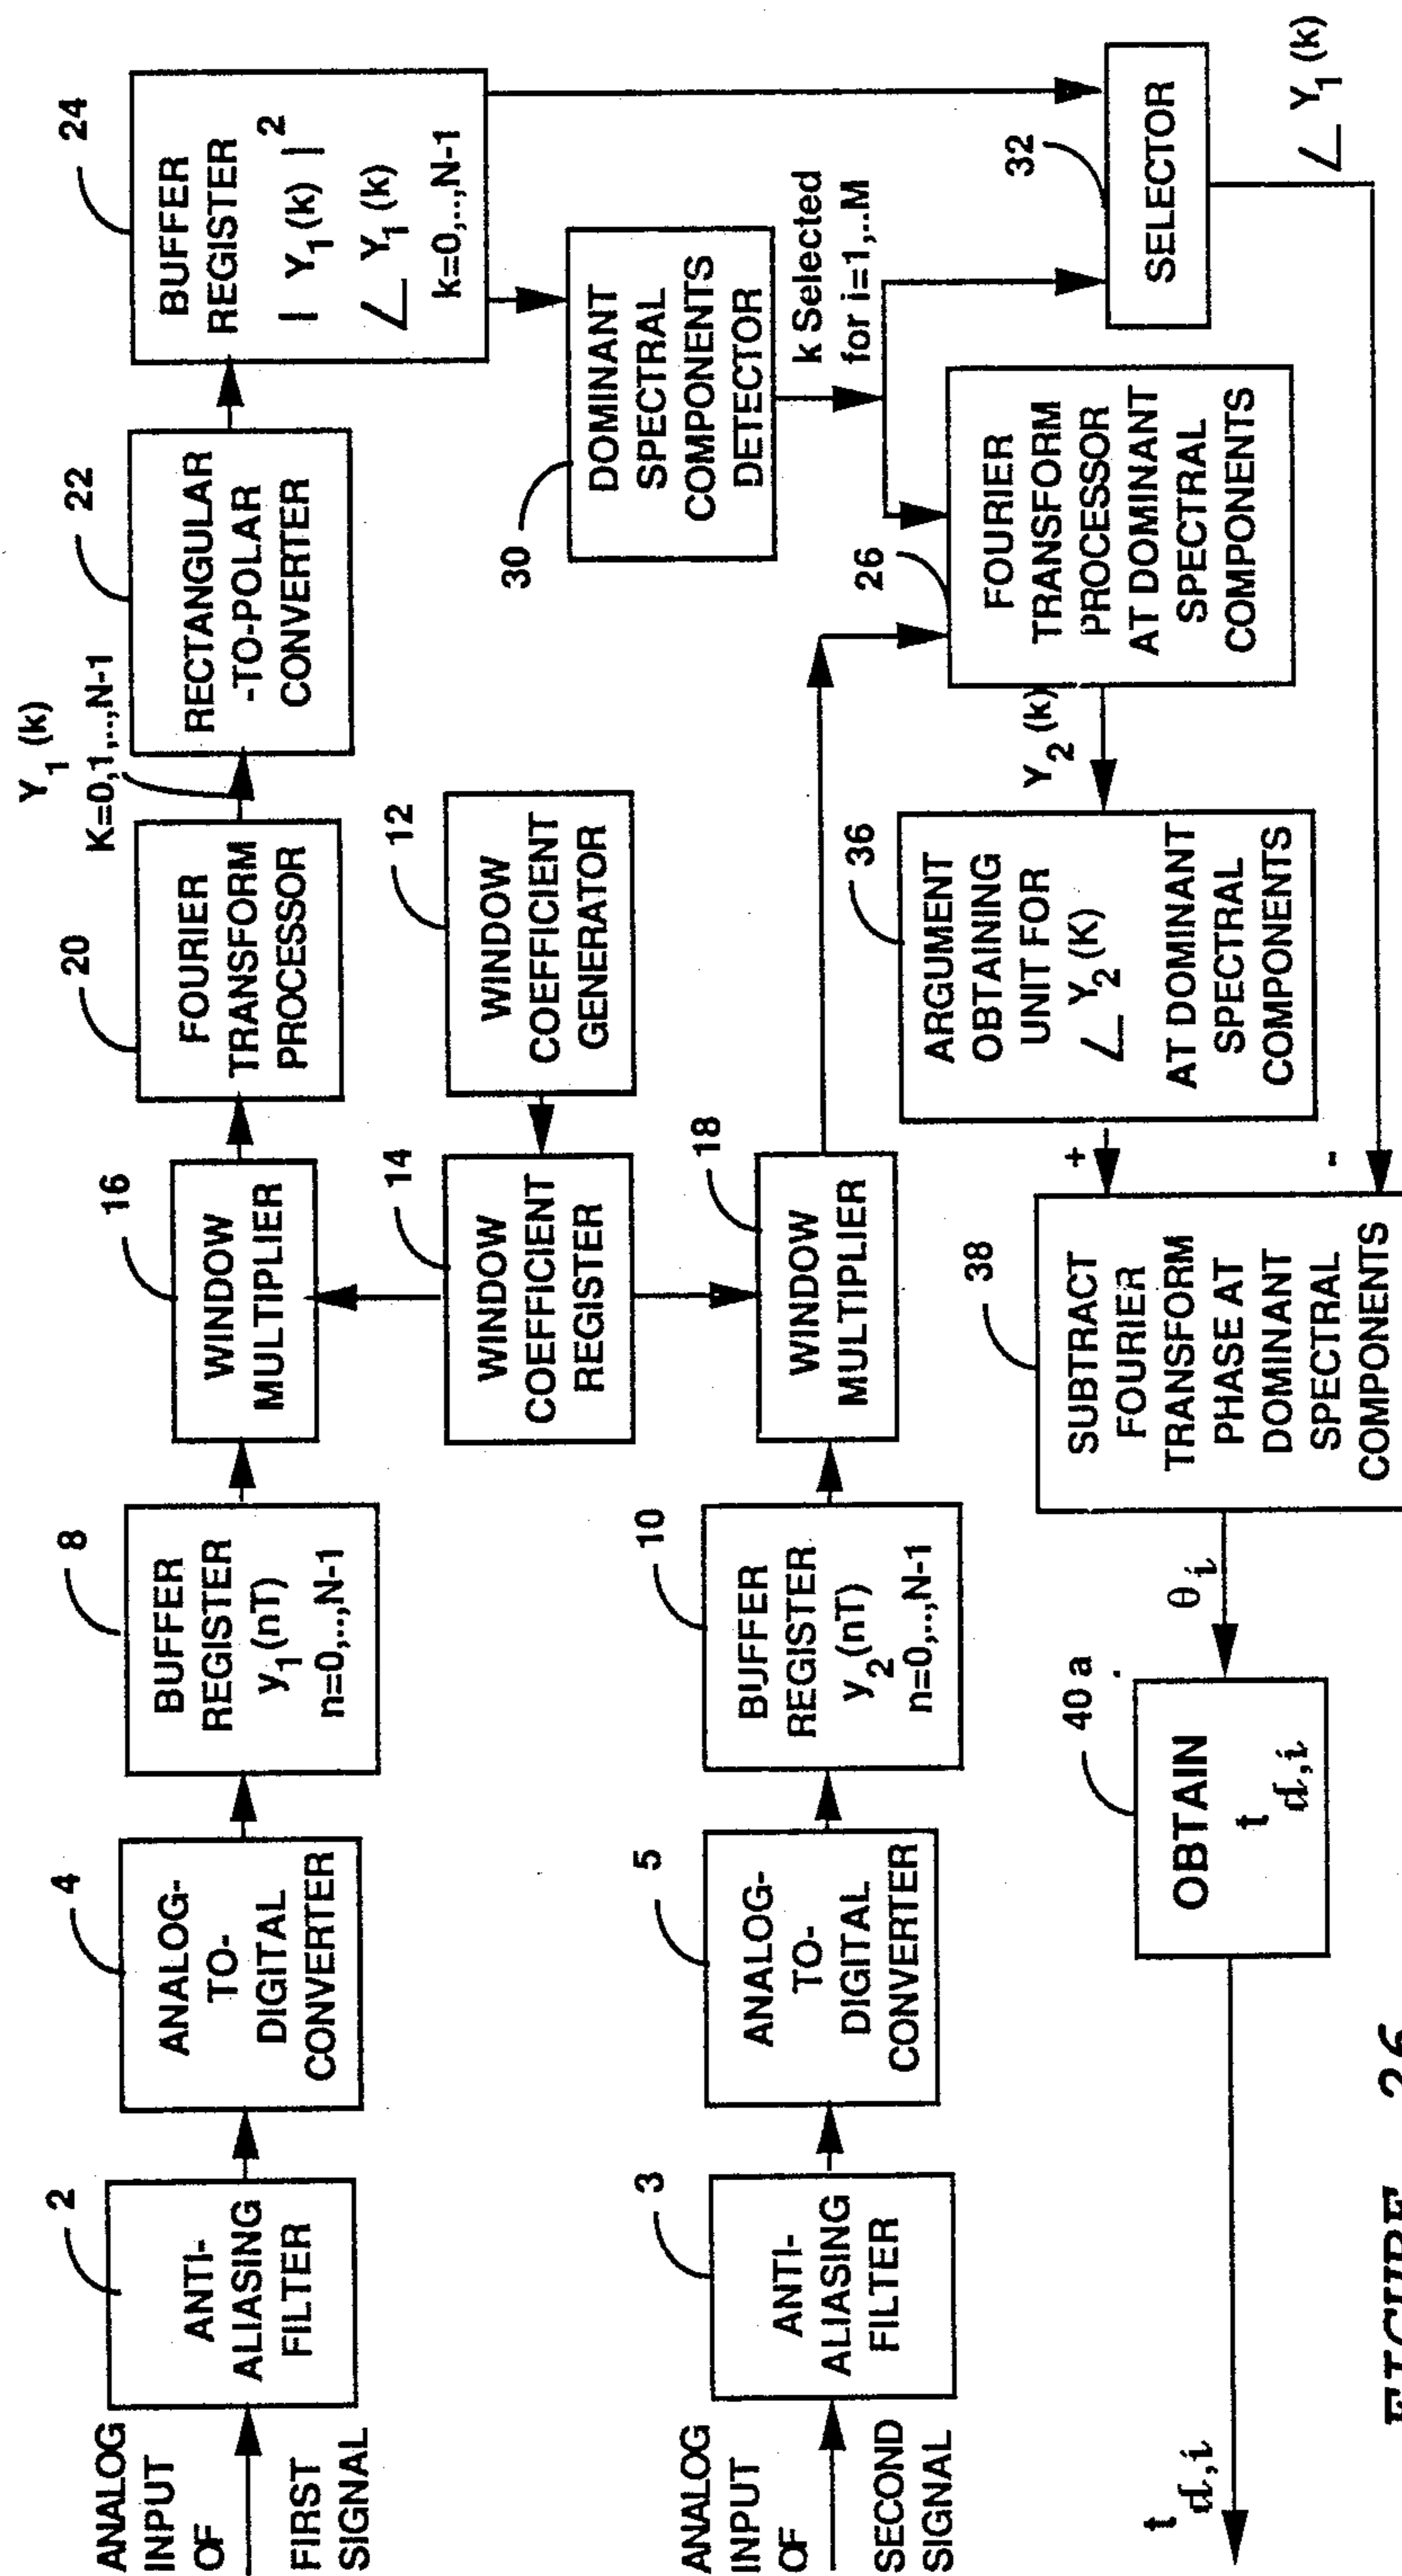 ANALOG
INPUT
OF
FIRST
SIGNAL
2
ANTI-
ALIASING
FILTER
4
ANALOG-
TO-
DIGITAL
CONVERTER
8
BUFFER
REGISTER
y1(nT)
n=0,..,N-1
16
WINDOW
MULTIPLIER
20
FOURIER
TRANSFORM
PROCESSOR
Y1(k)
K=0,1,..,N-1
22
RECTANGULAR
-TO-POLAR
CONVERTER
24
BUFFER
REGISTER
| Y1(k) |2
∠ Y1(k)
k=0,..,N-1
12
WINDOW
COEFFICIENT
GENERATOR
14
WINDOW
COEFFICIENT
REGISTER
30
DOMINANT
SPECTRAL
COMPONENTS
DETECTOR
k Selected
for i=1,..M
ANALOG
INPUT
OF
SECOND
SIGNAL
3
ANTI-
ALIASING
FILTER
5
ANALOG-
TO-
DIGITAL
CONVERTER
10
BUFFER
REGISTER
y2(nT)
n=0,..,N-1
18
WINDOW
MULTIPLIER
26
FOURIER
TRANSFORM
PROCESSOR
AT DOMINANT
SPECTRAL
COMPONENTS
32
SELECTOR
∠ Y1(k)
Y2(k)
36
ARGUMENT
OBTAINING
UNIT FOR
∠ Y2(K)
AT DOMINANT
SPECTRAL
COMPONENTS
+
-
38
SUBTRACT
FOURIER
TRANSFORM
PHASE AT
DOMINANT
SPECTRAL
COMPONENTS
θi
40a
OBTAIN
td,i
td,i
FIGURE 26